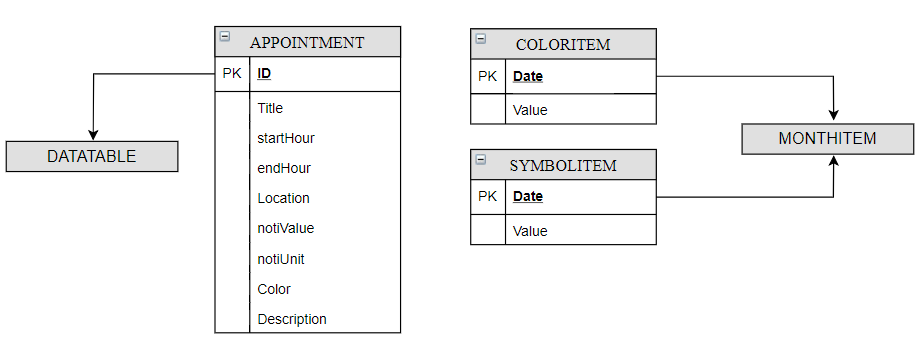 APPOINTMENT
PK ID
Title
startHour
endHour
Location
notiValue
notiUnit
Color
Description
DATATABLE
COLORITEM
PK Date
Value
SYMBOLITEM
PK Date
Value
MONTHITEM